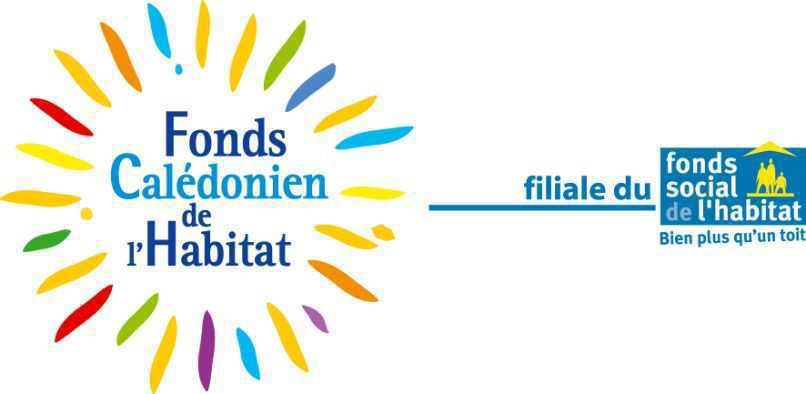 Fonds
Calédonien
de
l'Habitat
filiale du
fonds
social
de l'habitat
Bien plus qu'un toit